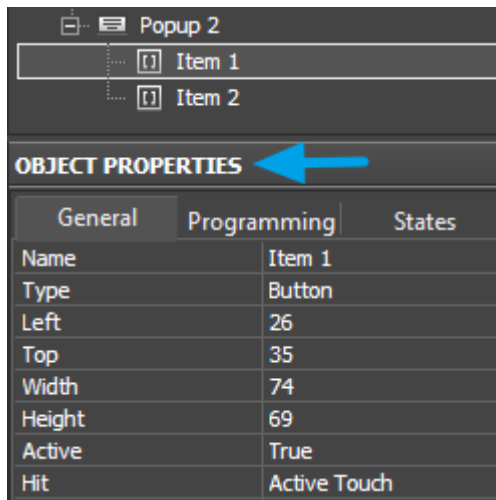 Popup 2
Item 1
Item 2
OBJECT PROPERTIES
General Programming States
Name Item 1
Type Button
Left 26
Top 35
Width 74
Height 69
Active True
Hit Active Touch